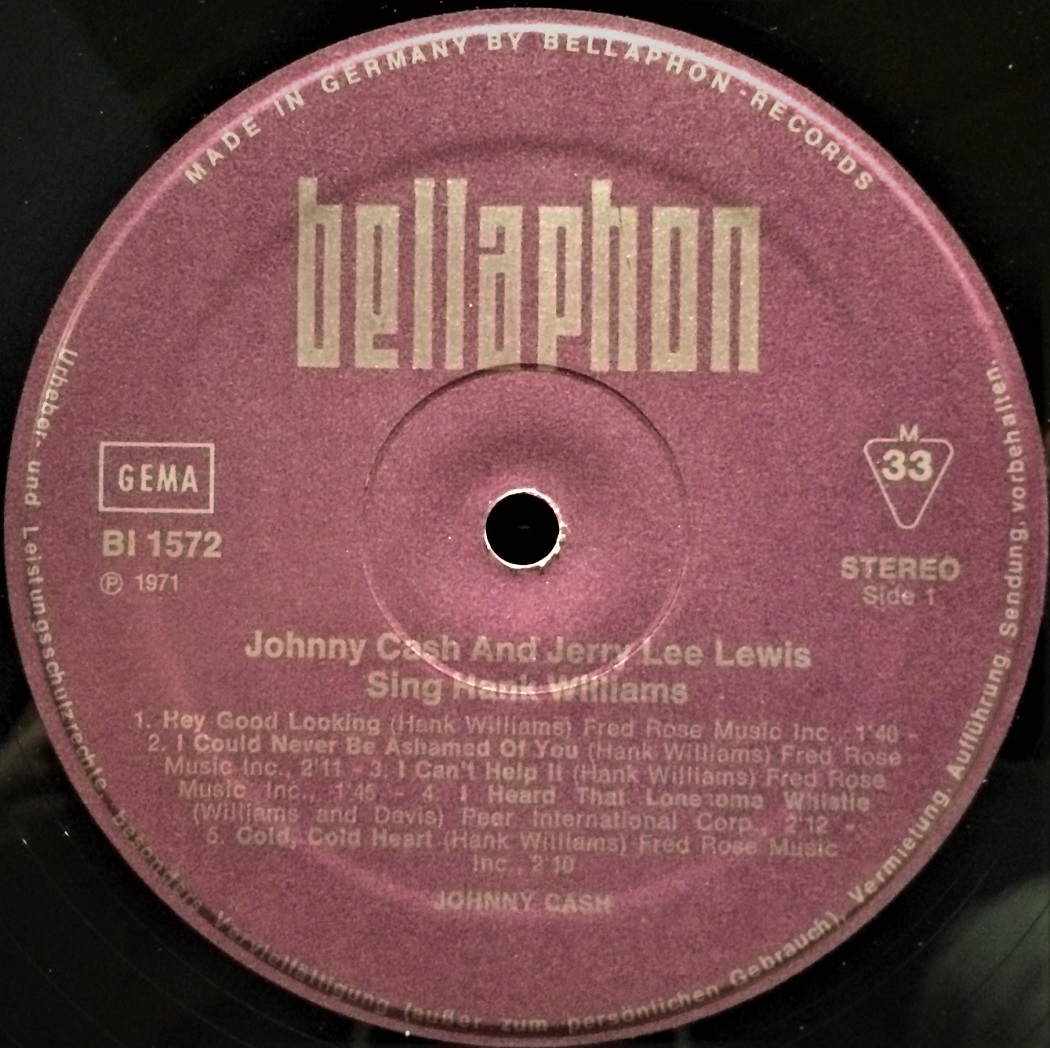 MADE IN GERMANY BY BELLAPHON-RECORDS
bellaphon
GEMA
BI 1572
℗ 1971
M
33
STEREO
Side 1
Johnny Cash And Jerry Lee Lewis
Sing Hank Williams
1. Hey Good Looking (Hank Williams) Fred Rose Music Inc., 1'40 -
2. I Could Never Be Ashamed Of You (Hank Williams) Fred Rose
Music Inc., 2'11 - 3. I Can't Help It (Hank Williams) Fred Rose
Music Inc., 1'45 - 4. I Heard That Lonesome Whistle
(Williams and Davis) Peer International Corp., 2'12 -
5. Cold, Cold Heart (Hank Williams) Fred Rose Music
Inc., 2'10
JOHNNY CASH
Urheber- und Leistungsschutzrechte - besonders Vervielfältigung (außer zum persönlichen Gebrauch), Vermietung, Aufführung, Sendung, vorbehalten.